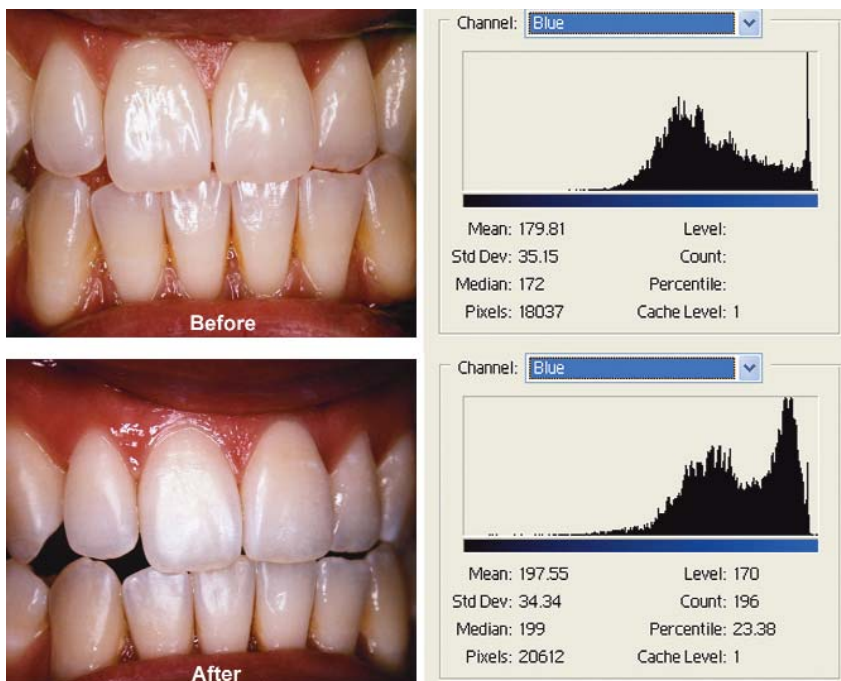 Before
Channel: Blue
Mean: 179.81 Level:
Std Dev: 35.15 Count:
Median: 172 Percentile:
Pixels: 18037 Cache Level: 1
After
Channel: Blue
Mean: 197.55 Level: 170
Std Dev: 34.34 Count: 196
Median: 199 Percentile: 23.38
Pixels: 20612 Cache Level: 1